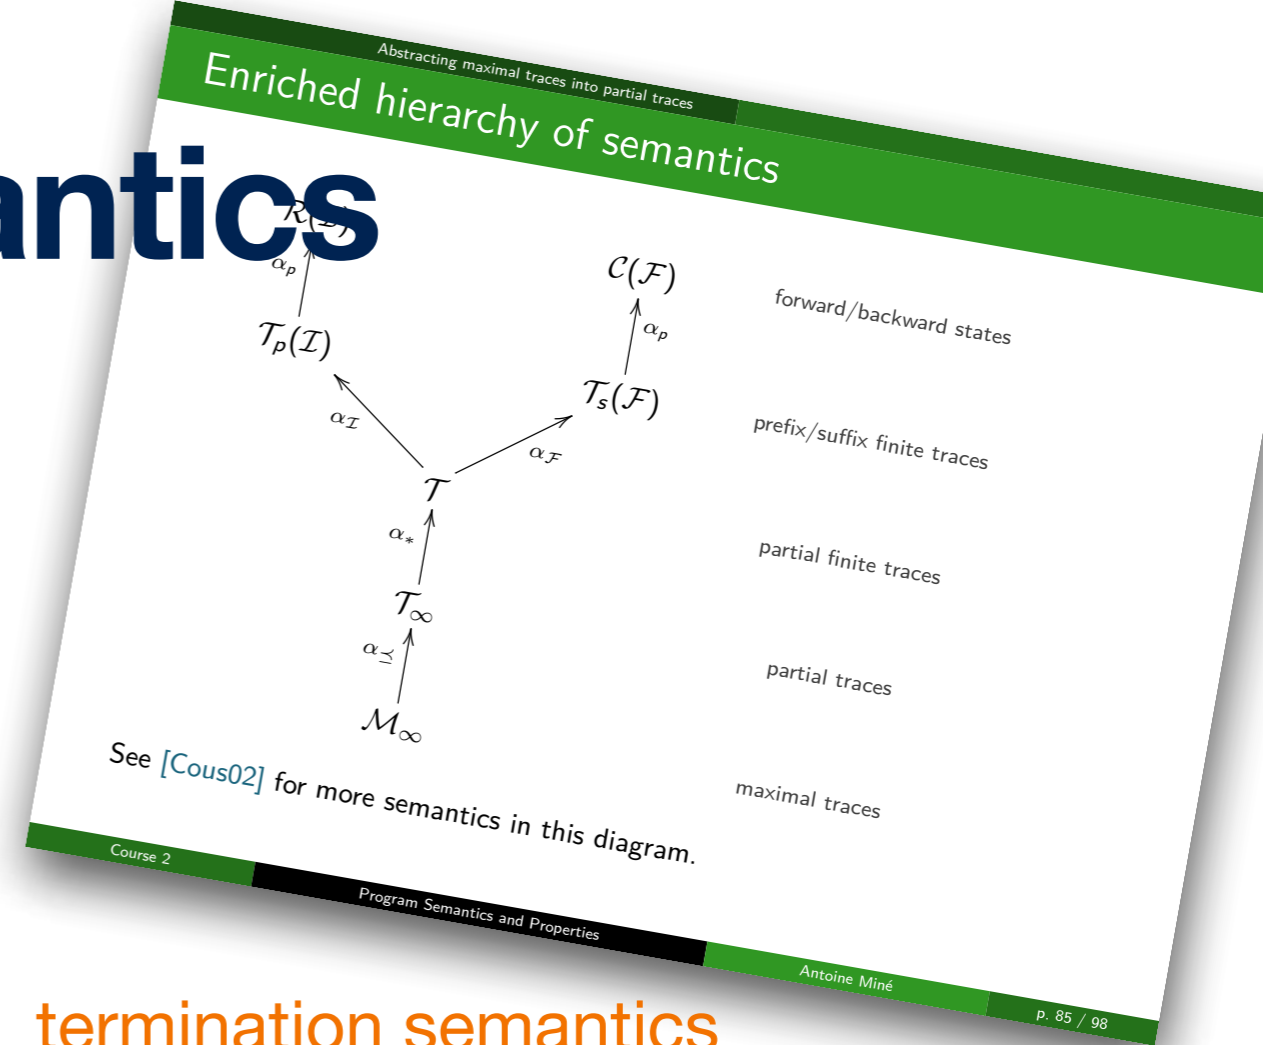 Abstracting maximal traces into partial traces
Enriched hierarchy of semantics
antics
αp
C(F)
forward/backward states
αp
Tp(I)
Ts(F)
prefix/suffix finite traces
αI
αF
T
partial finite traces
α*
T∞
partial traces
α⪯
M∞
maximal traces
See [Cous02] for more semantics in this diagram.
Course 2
Program Semantics and Properties
Antoine Miné
p. 85 / 98
termination semantics